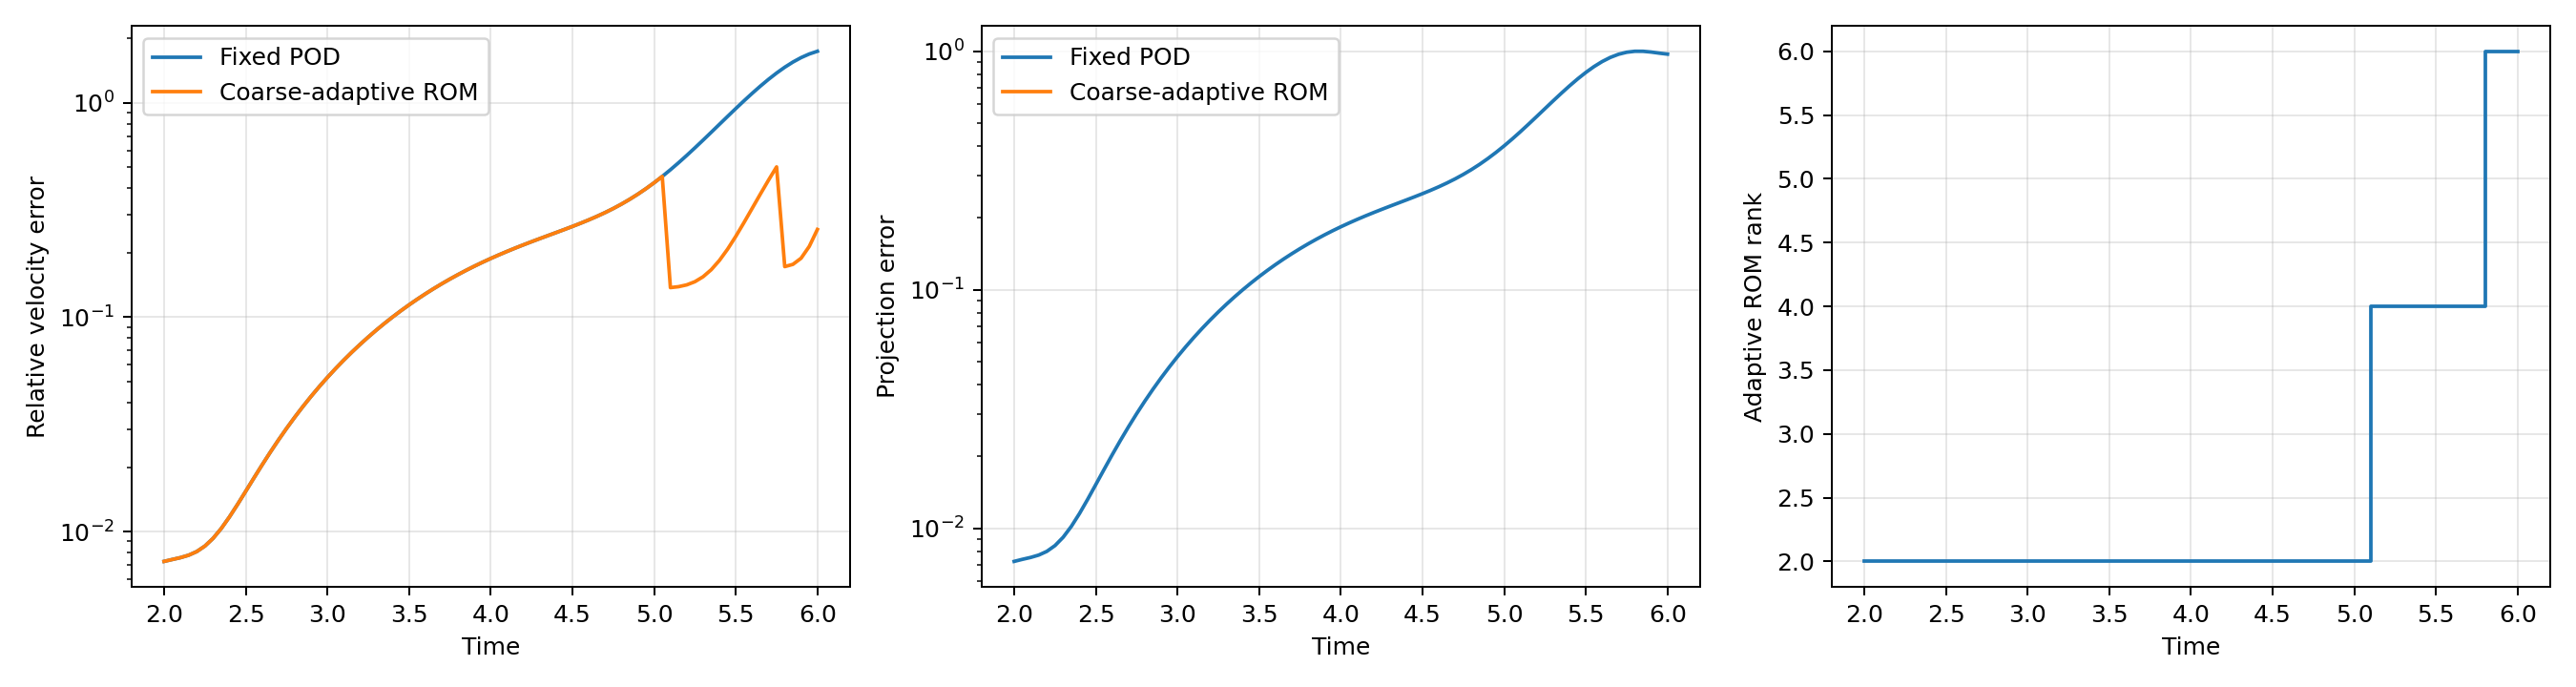 Relative velocity error
10⁰
10⁻¹
10⁻²
Fixed POD
Coarse-adaptive ROM
2.0 2.5 3.0 3.5 4.0 4.5 5.0 5.5 6.0
Time
Projection error
10⁰
10⁻¹
10⁻²
Fixed POD
Coarse-adaptive ROM
2.0 2.5 3.0 3.5 4.0 4.5 5.0 5.5 6.0
Time
Adaptive ROM rank
6.0
5.5
5.0
4.5
4.0
3.5
3.0
2.5
2.0
2.0 2.5 3.0 3.5 4.0 4.5 5.0 5.5 6.0
Time